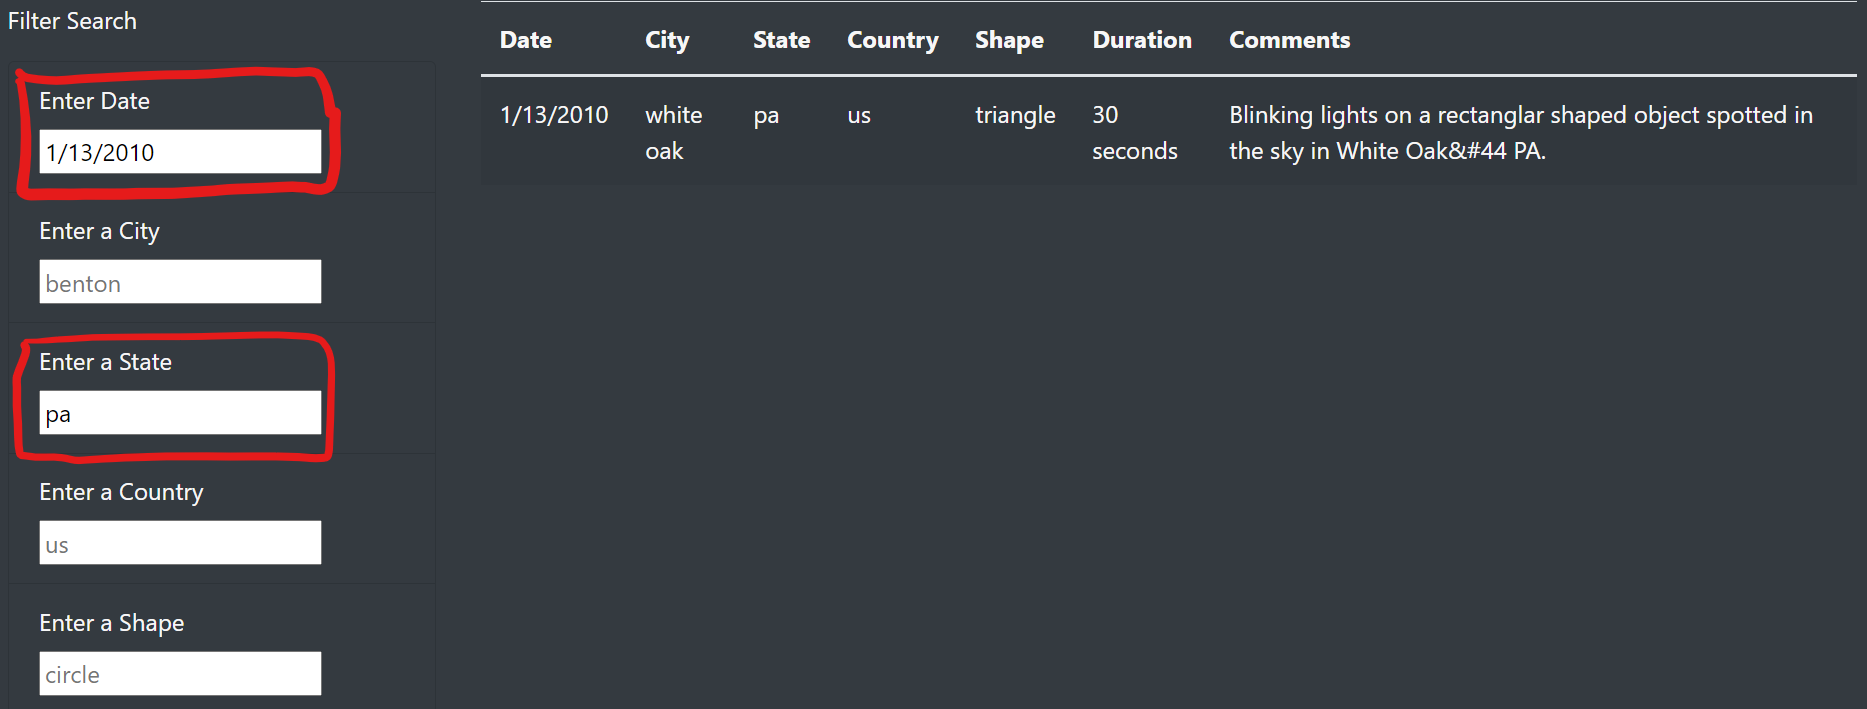 Filter Search
Enter Date
1/13/2010
Enter a City
benton
Enter a State
pa
Enter a Country
us
Enter a Shape
circle
Date City State Country Shape Duration Comments
1/13/2010 white pa us triangle 30 Blinking lights on a rectanglar shaped object spotted in
oak seconds the sky in White Oak&#44 PA.